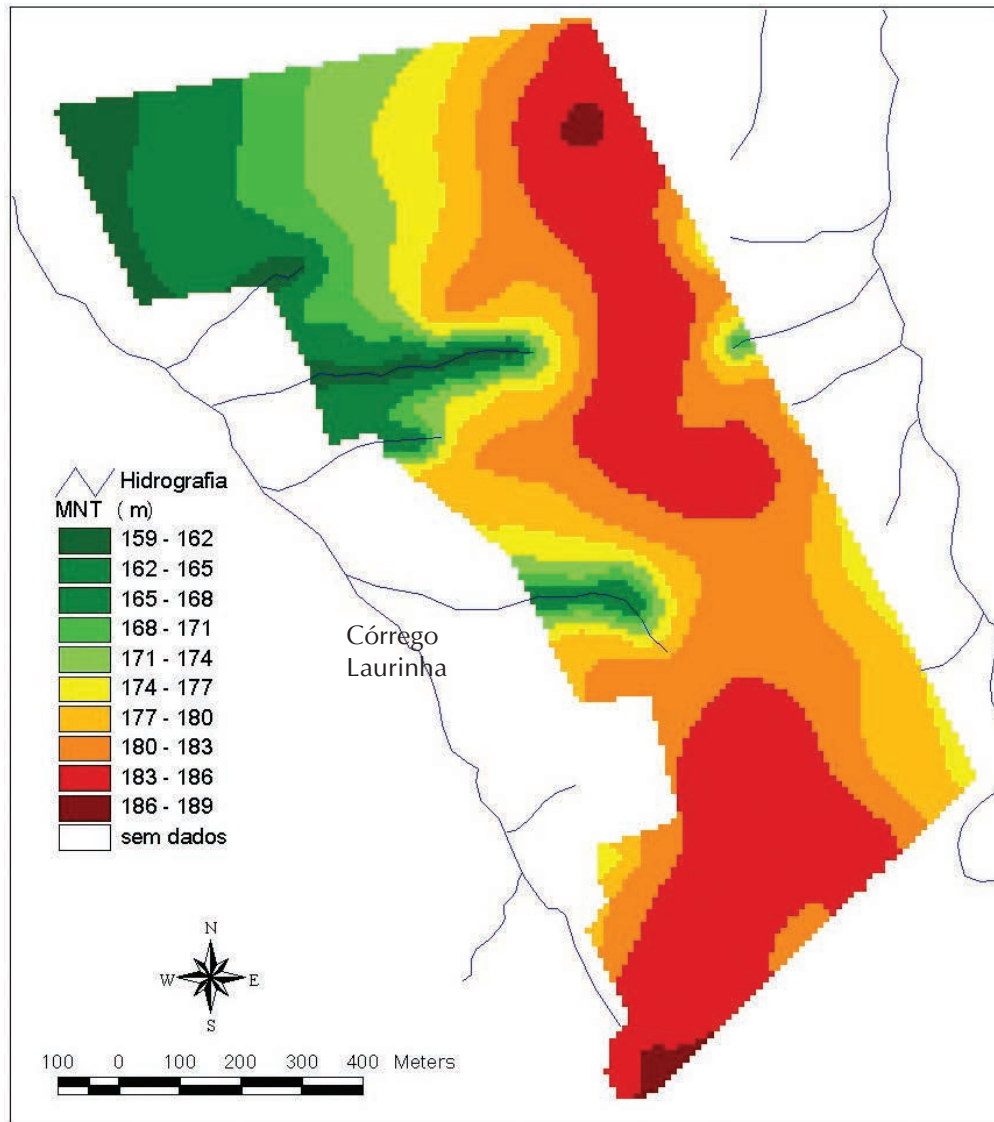 Córrego
Laurinha
Hidrografia
MNT ( m)
159 - 162
162 - 165
165 - 168
168 - 171
171 - 174
174 - 177
177 - 180
180 - 183
183 - 186
186 - 189
sem dados
N
W E
S
100 0 100 200 300 400 Meters